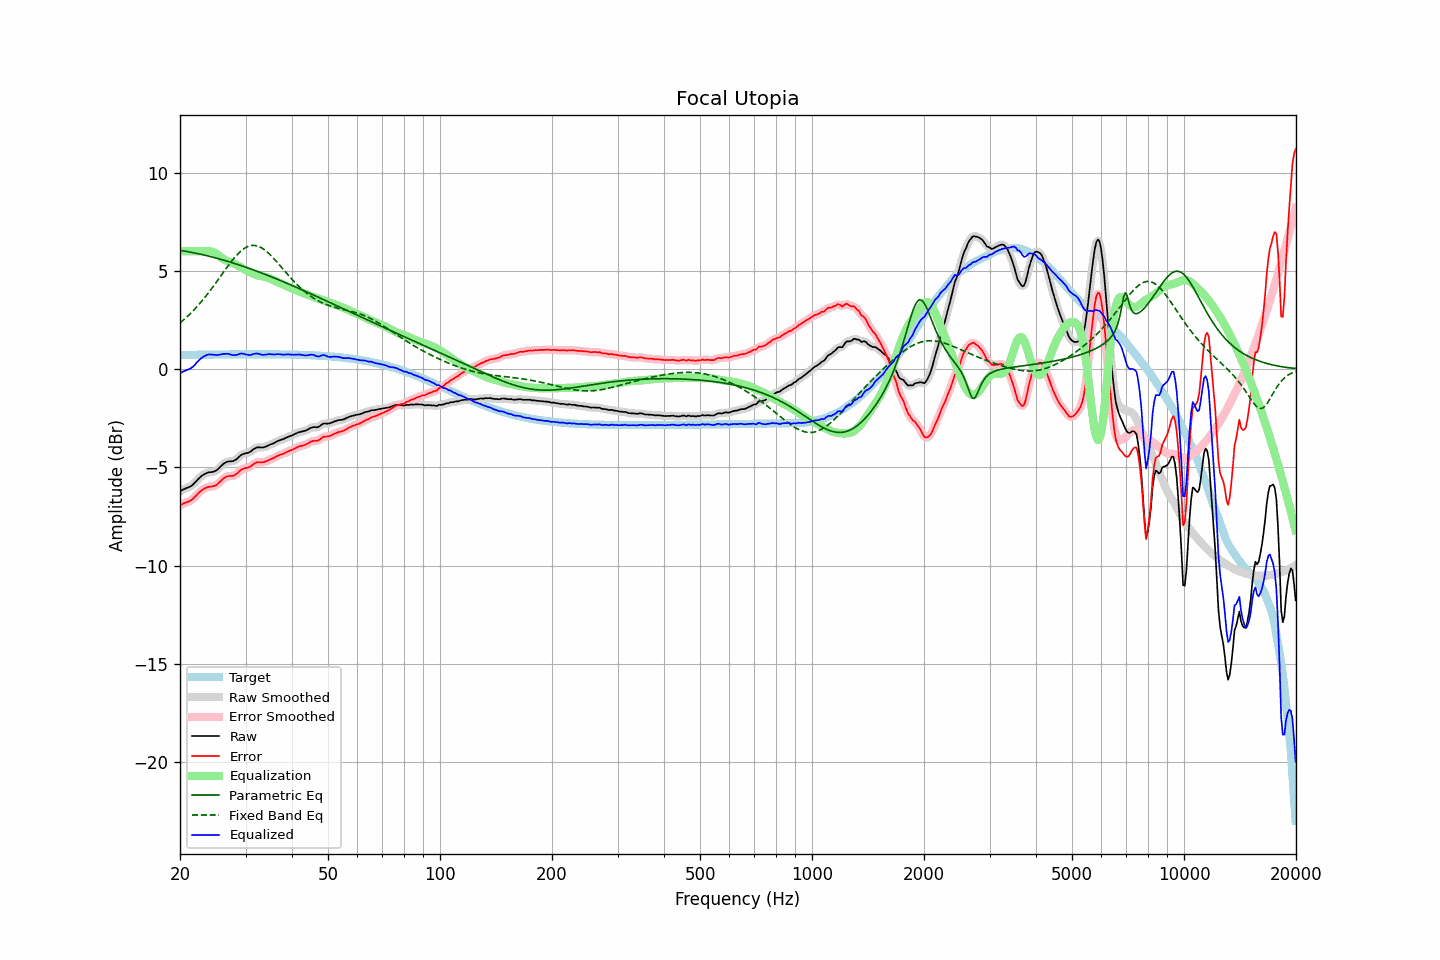 Focal Utopia
10
5
0
−5
−10
−15
−20
Amplitude (dBr)
Target
Raw Smoothed
Error Smoothed
Raw
Error
Equalization
Parametric Eq
Fixed Band Eq
Equalized
20 50 100 200 500 1000 2000 5000 10000 20000
Frequency (Hz)